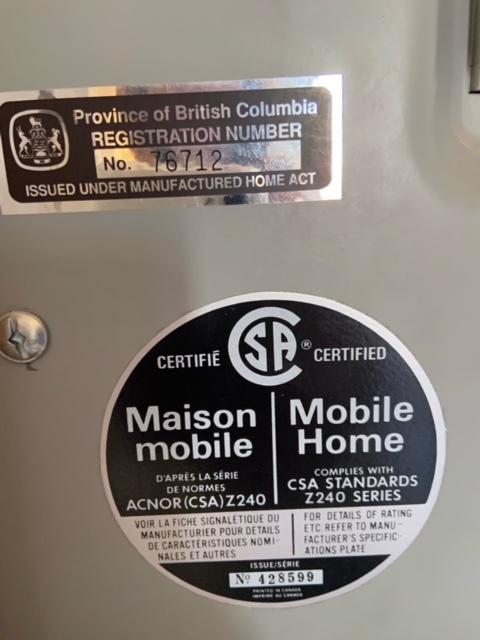 Province of British Columbia
REGISTRATION NUMBER
No. 76712
ISSUED UNDER MANUFACTURED HOME ACT
CSA ®
CERTIFIÉ
CERTIFIED
Maison
mobile
D'APRÈS LA SÉRIE
DE NORMES
ACNOR (CSA) Z240
Mobile
Home
COMPLIES WITH
CSA STANDARDS
Z240 SERIES
VOIR LA FICHE SIGNALÉTIQUE DU
MANUFACTURIER POUR DÉTAILS
DE CARACTÉRISTIQUES NOMI-
NALES ET AUTRES
FOR DETAILS OF RATING
ETC REFER TO MANU-
FACTURER'S SPECIFIC-
ATIONS PLATE
ISSUE/SÉRIE
Nº 428599
PRINTED IN CANADA
IMPRIMÉ AU CANADA